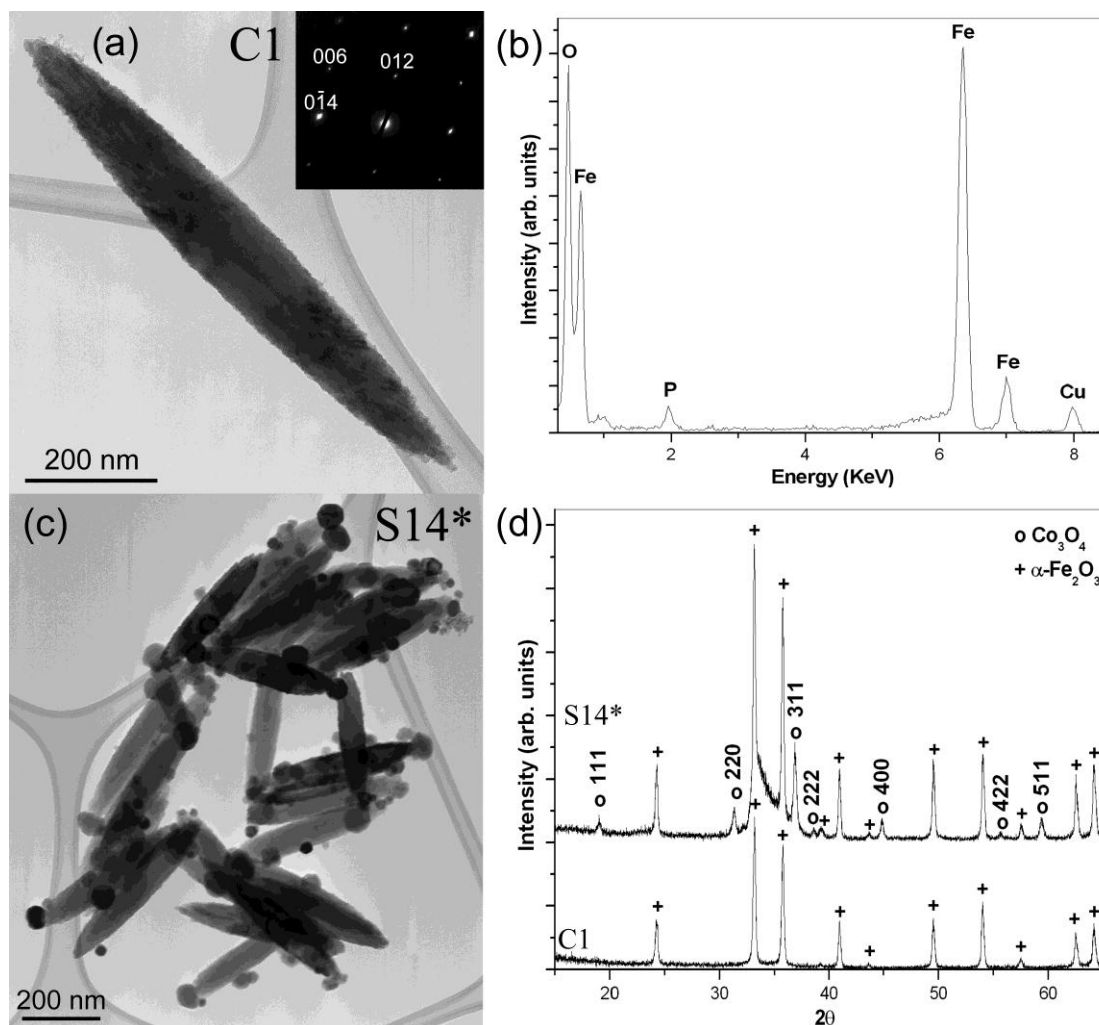 (a)
C1
006
012
01̄4
200 nm
(b)
O
Fe
Fe
P
Fe
Cu
Intensity (arb. units)
2
4
6
8
Energy (KeV)
(c)
S14*
200 nm
(d)
o Co₃O₄
+ α-Fe₂O₃
S14*
o 111
o 220
o 311
o 222
o 400
o 422
o 511
+
+
+
+
+
+
+
+
+
+
C1
+
+
+
+
+
+
+
+
+
+
Intensity (arb. units)
20
30
40
50
60
2θ